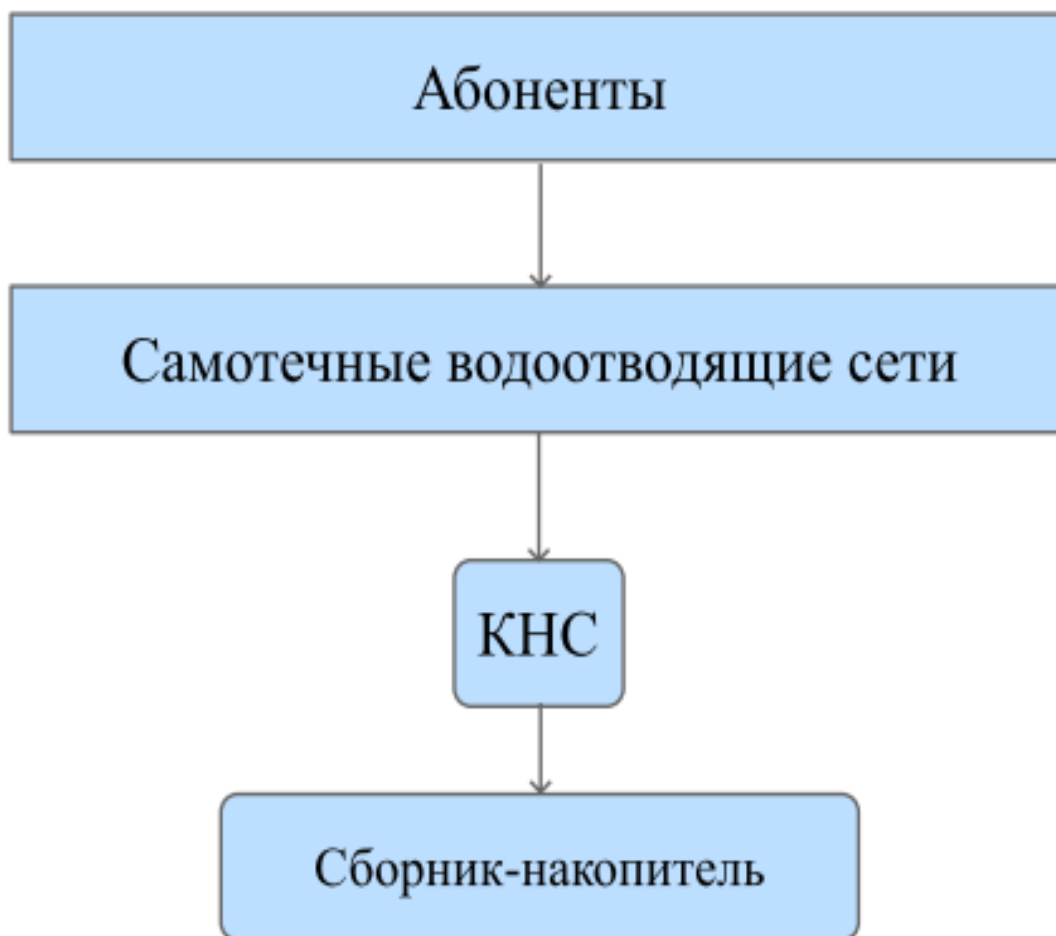 Абоненты
Самотечные водоотводящие сети
КНС
Сборник-накопитель